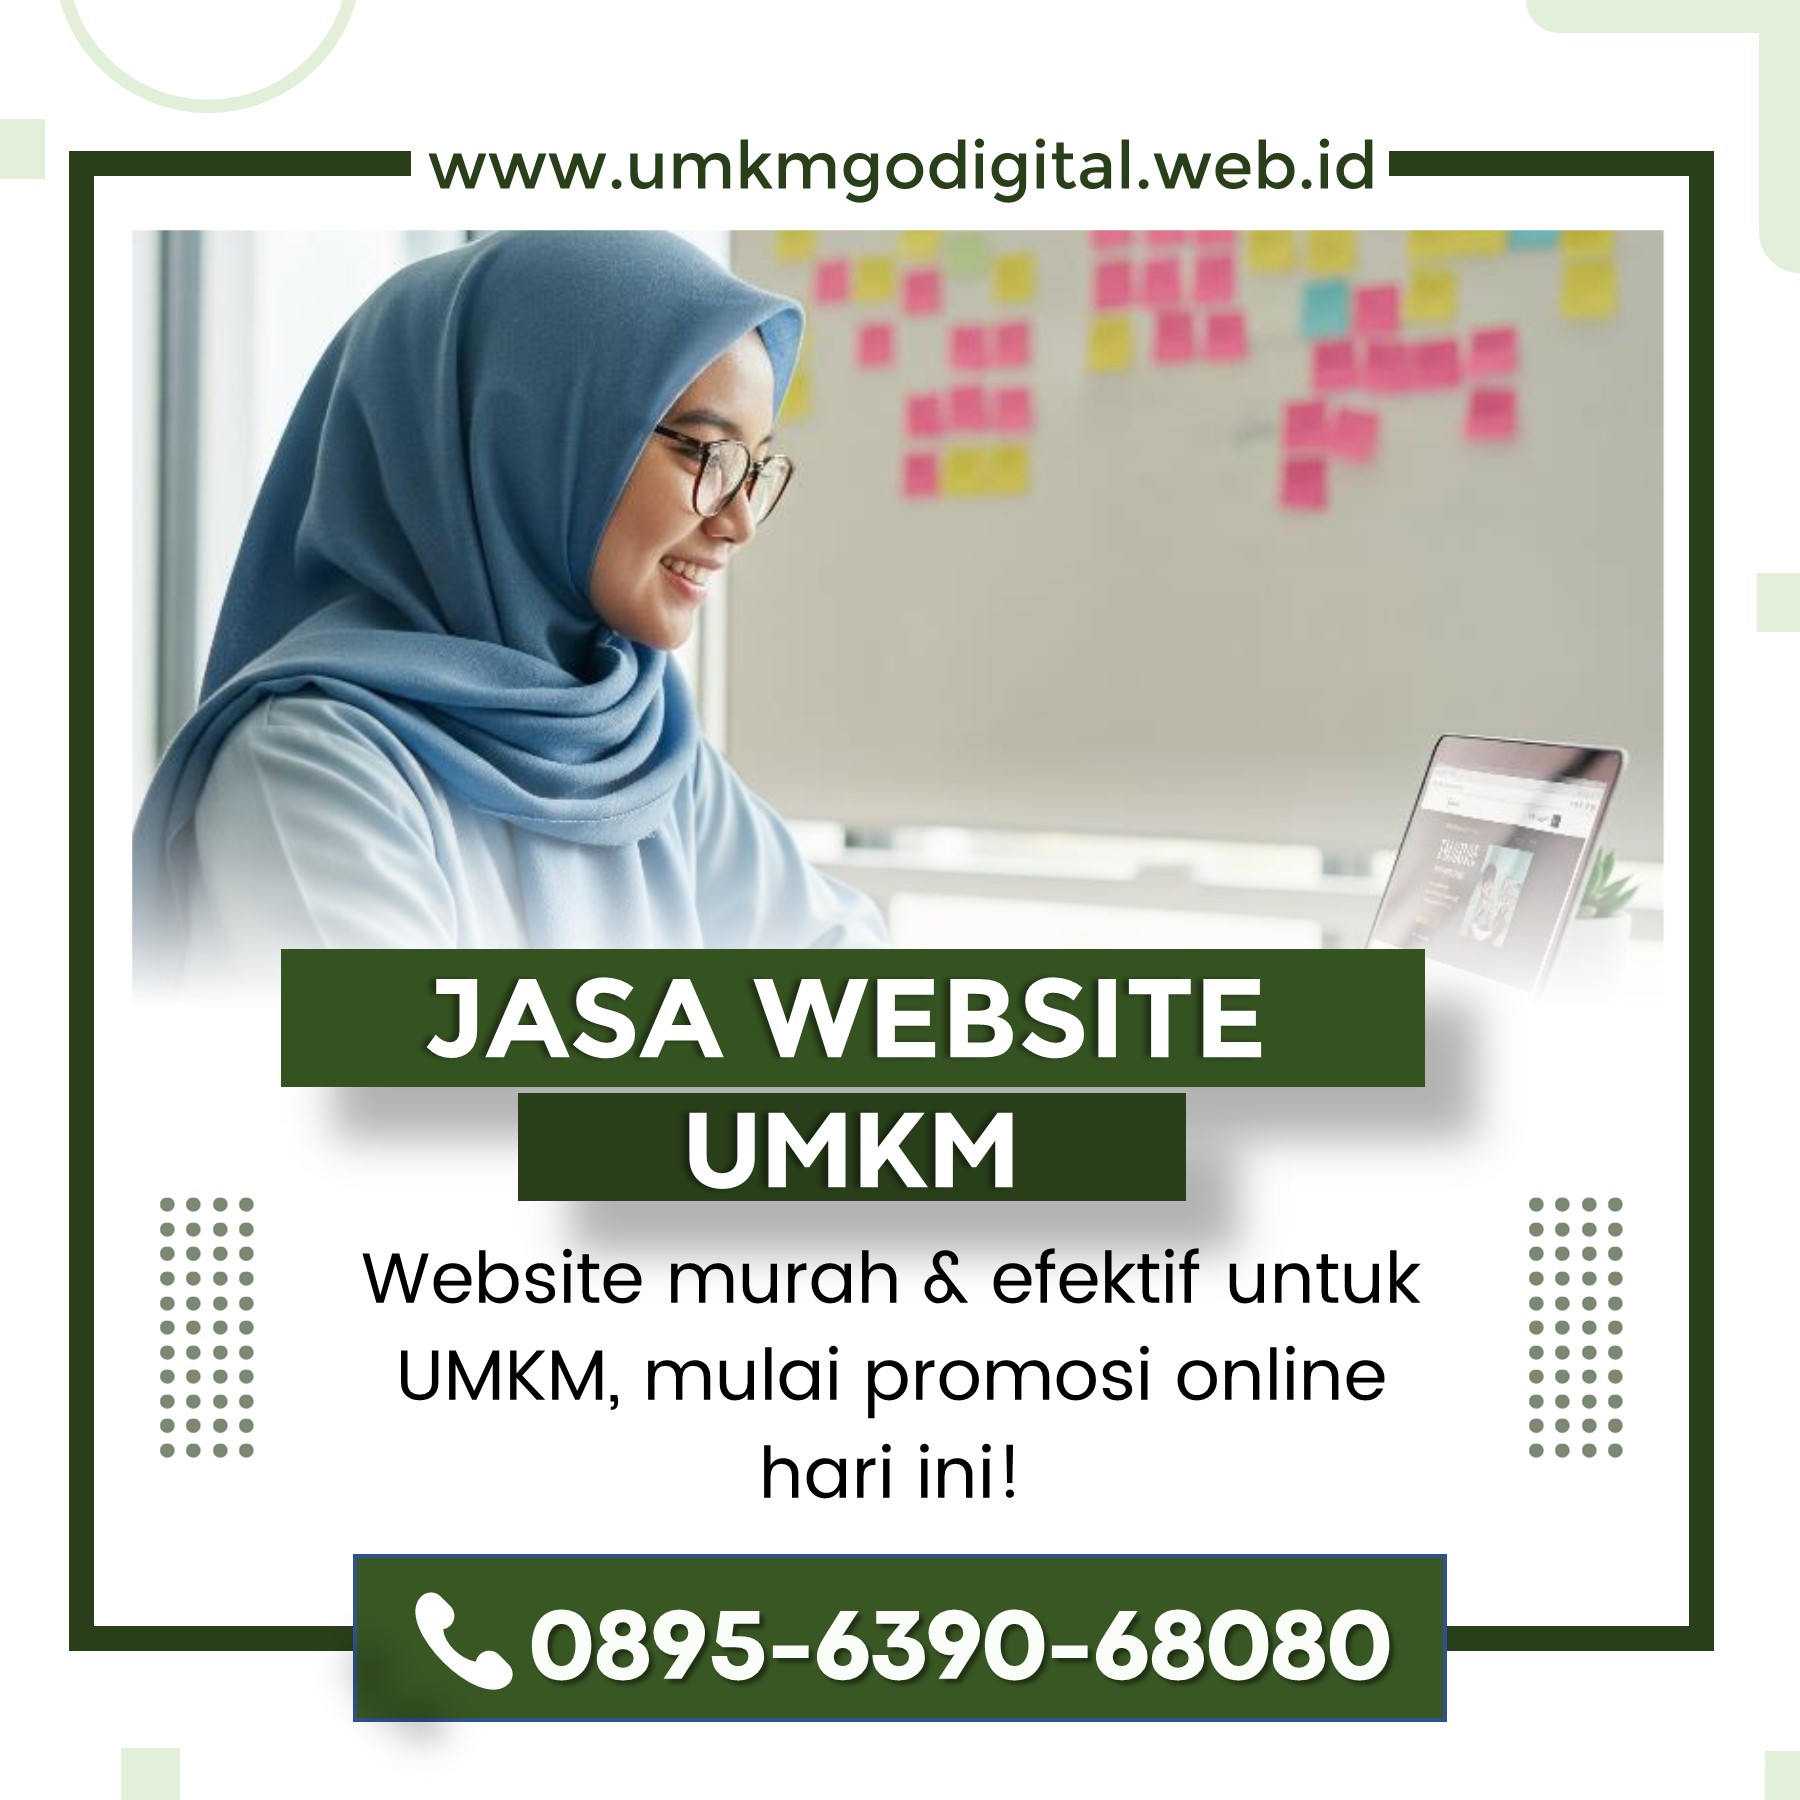 www.umkmgodigital.web.id
JASA WEBSITE
UMKM
Website murah & efektif untuk
UMKM, mulai promosi online
hari ini!
0895-6390-68080